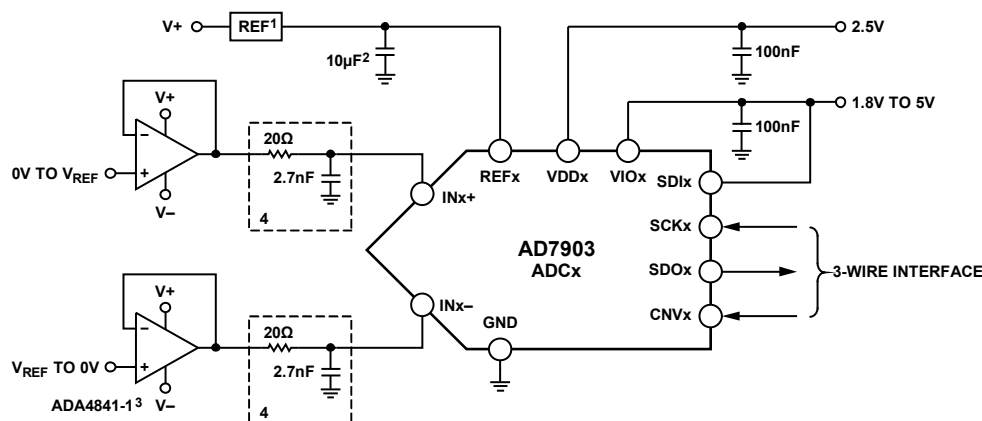 V+
REF1
10µF2
100nF
2.5V
100nF
1.8V TO 5V
V+
0V TO VREF
V–
20Ω
2.7nF
4
REFx
VDDx
VIOx
SDIx
INx+
SCKx
AD7903
ADCx
SDOx
3-WIRE INTERFACE
INx–
CNVx
GND
V+
VREF TO 0V
V–
ADA4841-13
20Ω
2.7nF
4